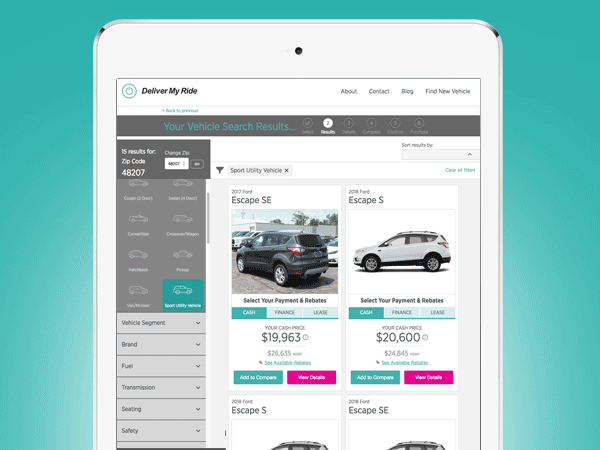 Deliver My Ride
About Contact Blog Find New Vehicle
< Back to previous
Your Vehicle Search Results...
Select 2 Results 3 Details 4 Compare 5 Confirm 6 Purchase
15 results for:
Zip Code
48207
Change Zip:
48207 GO
Sort results by:
Sport Utility Vehicle ×
Clear all filters
Coupe (2 Door)
Sedan (4 Door)
Convertible
Crossover/Wagon
Hatchback
Pickup
Van/Minivan
Sport Utility Vehicle
Vehicle Segment
Brand
Fuel
Transmission
Seating
Safety
2017 Ford
Escape SE
Select Your Payment & Rebates
CASH FINANCE LEASE
YOUR CASH PRICE
$19,963
$26,635 MSRP
See Available Rebates
Add to Compare View Details
2018 Ford
Escape S
Select Your Payment & Rebates
CASH FINANCE LEASE
YOUR CASH PRICE
$20,600
$24,845 MSRP
See Available Rebates
Add to Compare View Details
2018 Ford
Escape S
2018 Ford
Escape SE